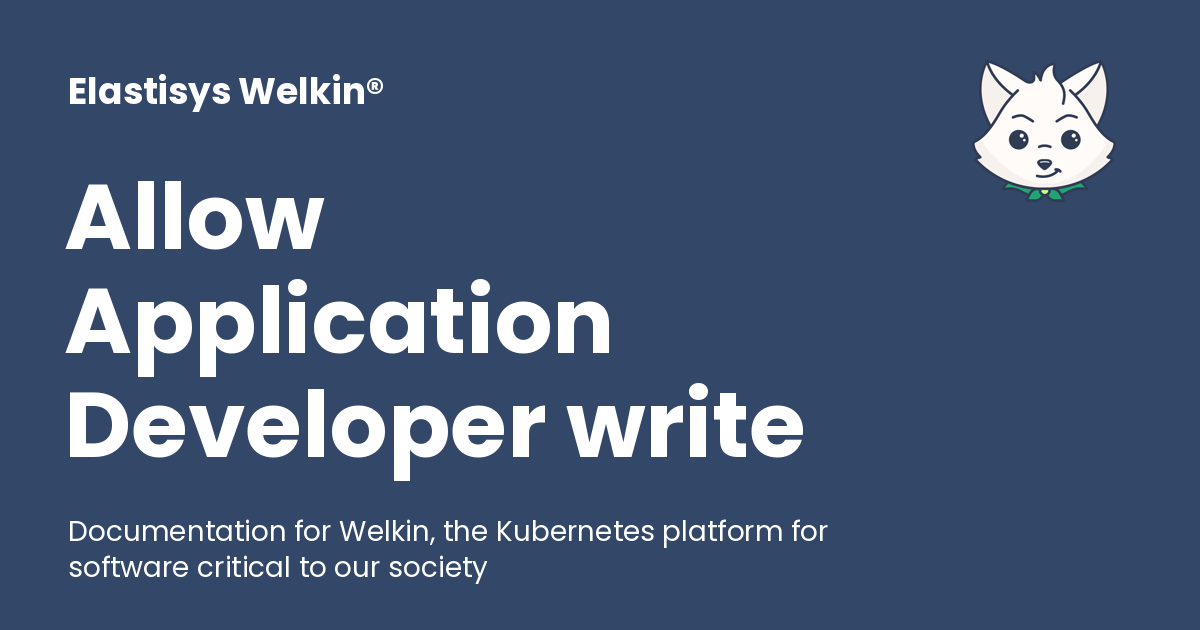 Elastisys Welkin®
Allow
Application
Developer write
Documentation for Welkin, the Kubernetes platform for
software critical to our society